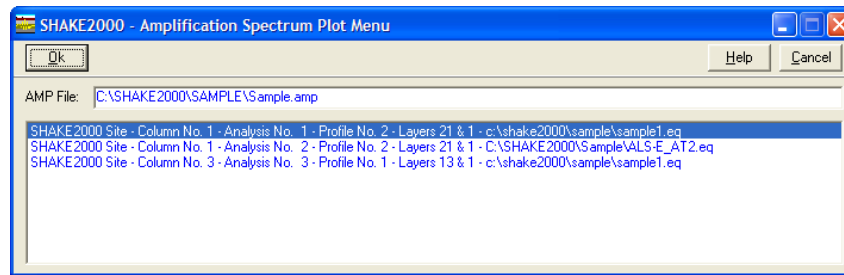 SHAKE2000 - Amplification Spectrum Plot Menu
Ok Help Cancel
AMP File: C:\SHAKE2000\SAMPLE\Sample.amp
SHAKE2000 Site - Column No. 1 - Analysis No. 1 - Profile No. 2 - Layers 21 & 1 - c:\shake2000\sample\sample1.eq
SHAKE2000 Site - Column No. 1 - Analysis No. 2 - Profile No. 2 - Layers 21 & 1 - C:\SHAKE2000\Sample\ALS-E_AT2.eq
SHAKE2000 Site - Column No. 3 - Analysis No. 3 - Profile No. 1 - Layers 13 & 1 - c:\shake2000\sample\sample1.eq